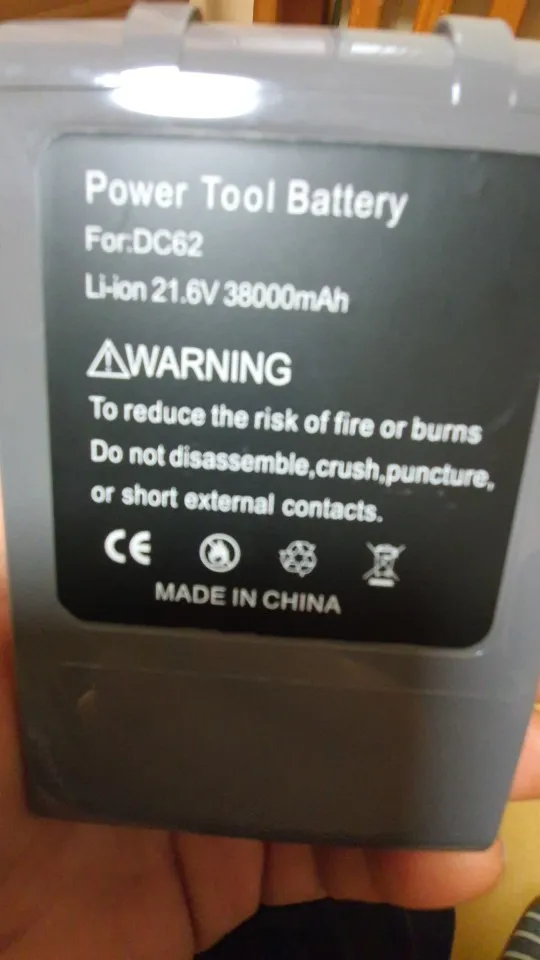 Power Tool Battery
For:DC62
Li-ion 21.6V 38000mAh
⚠WARNING
To reduce the risk of fire or burns
Do not disassemble,crush,puncture,
or short external contacts.
CE
MADE IN CHINA